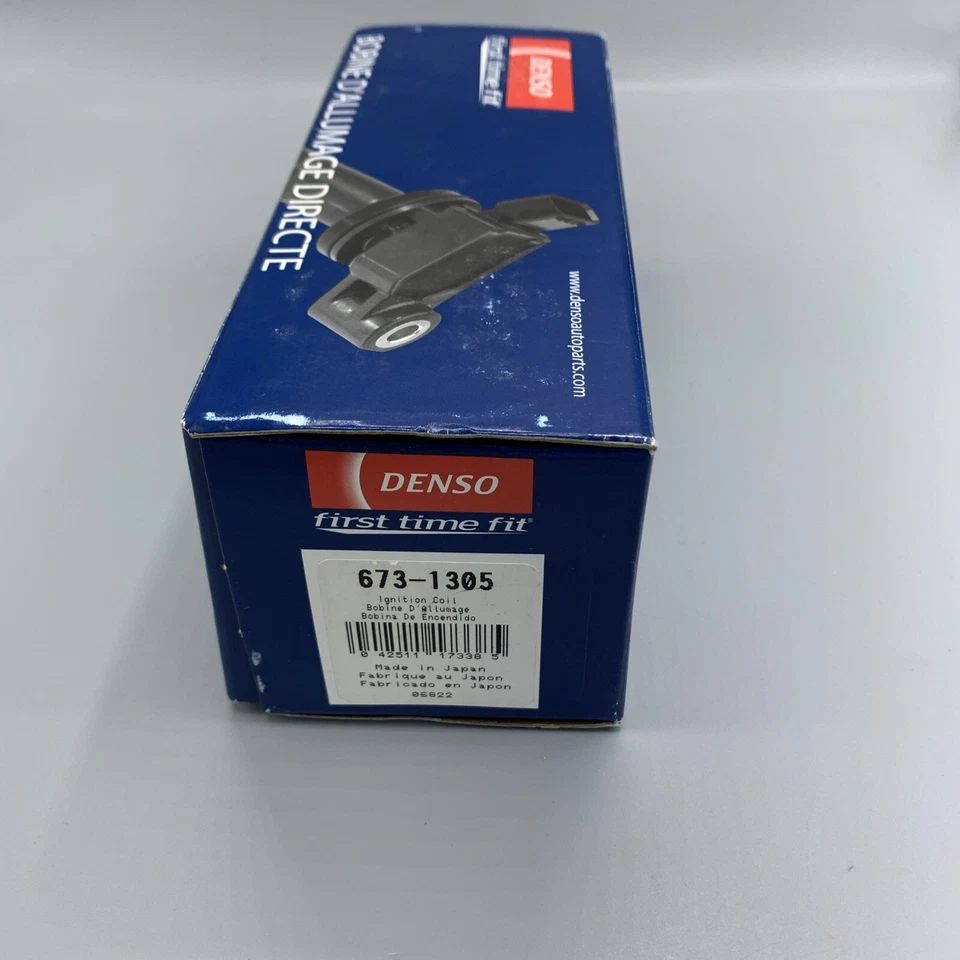 DENSO
first time fit
BOBINE D'ALLUMAGE DIRECTE
www.densoautoparts.com
DENSO
first time fit®
673-1305
Ignition Coil
Bobine D'Allumage
Bobina De Encendido
0 42511 17338 5
Made in Japan
Fabrique au Japon
Fabricado en Japon
06822